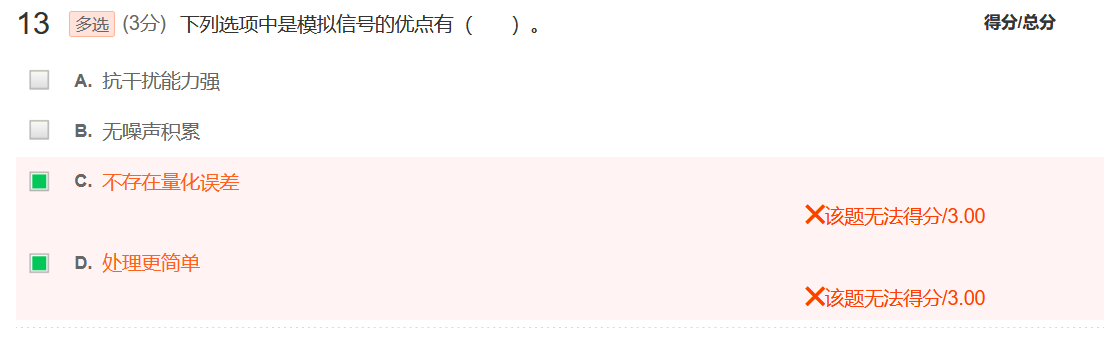 13 多选 (3分) 下列选项中是模拟信号的优点有（ ）。 得分/总分
A. 抗干扰能力强
B. 无噪声积累
C. 不存在量化误差
该题无法得分/3.00
D. 处理更简单
该题无法得分/3.00